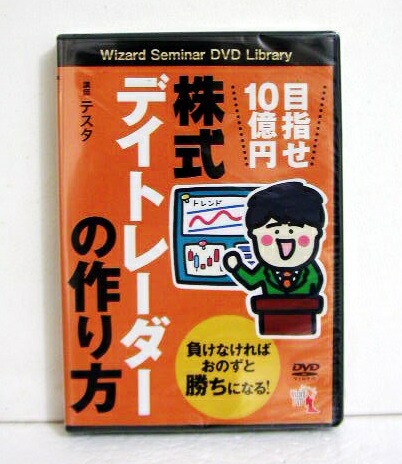 Wizard Seminar DVD Library
目指せ
10億円
株式
デイトレーダー
の作り方
講師 テスタ
トレンド
負けなければ
おのずと
勝ちになる!
DVD